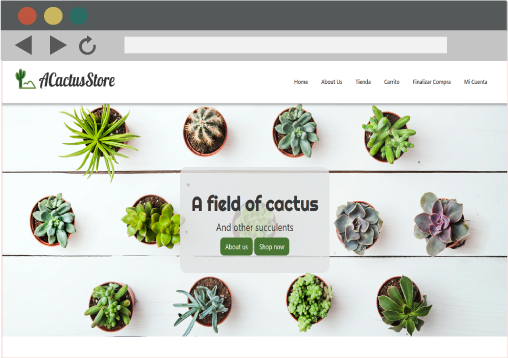 ACactusStore
Home About Us Tienda Carrito Finalizar Compra Mi Cuenta
A field of cactus
And other succulents
About us Shop now